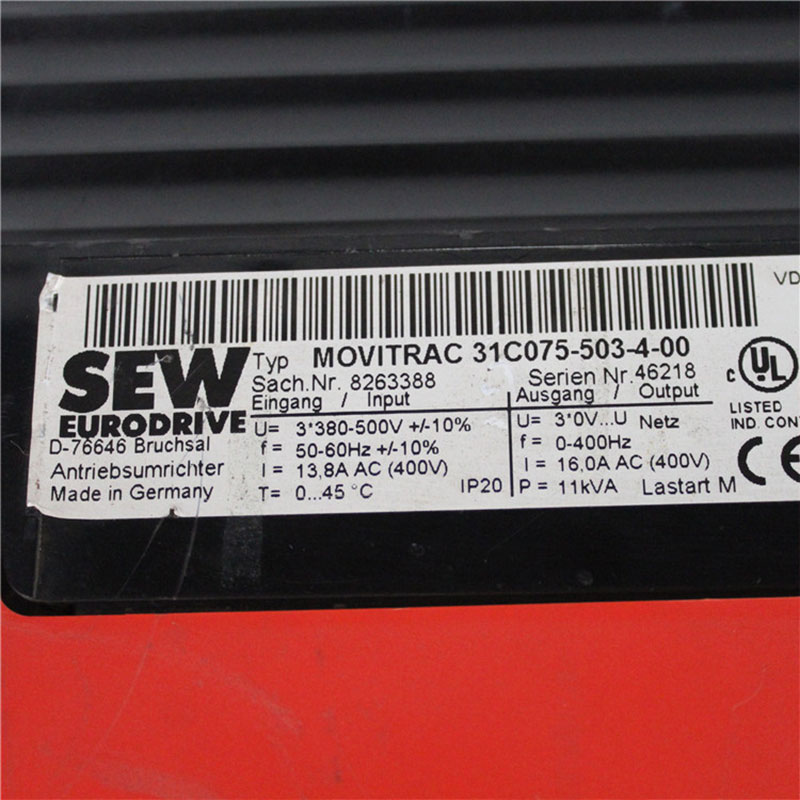 VD
SEW
EURODRIVE
D-76646 Bruchsal
Antriebsumrichter
Made in Germany
Typ MOVITRAC 31C075-503-4-00
Sach.Nr. 8263388 Serien Nr. 46218
Eingang / Input
U= 3*380-500V +/-10%
f = 50-60Hz +/-10%
I = 13,8A AC (400V)
T= 0...45 °C IP20
Ausgang / Output
U= 3*0V...U Netz
f = 0-400Hz
I = 16,0A AC (400V)
P = 11kVA Lastart M
C UL
LISTED
IND. CON
CE